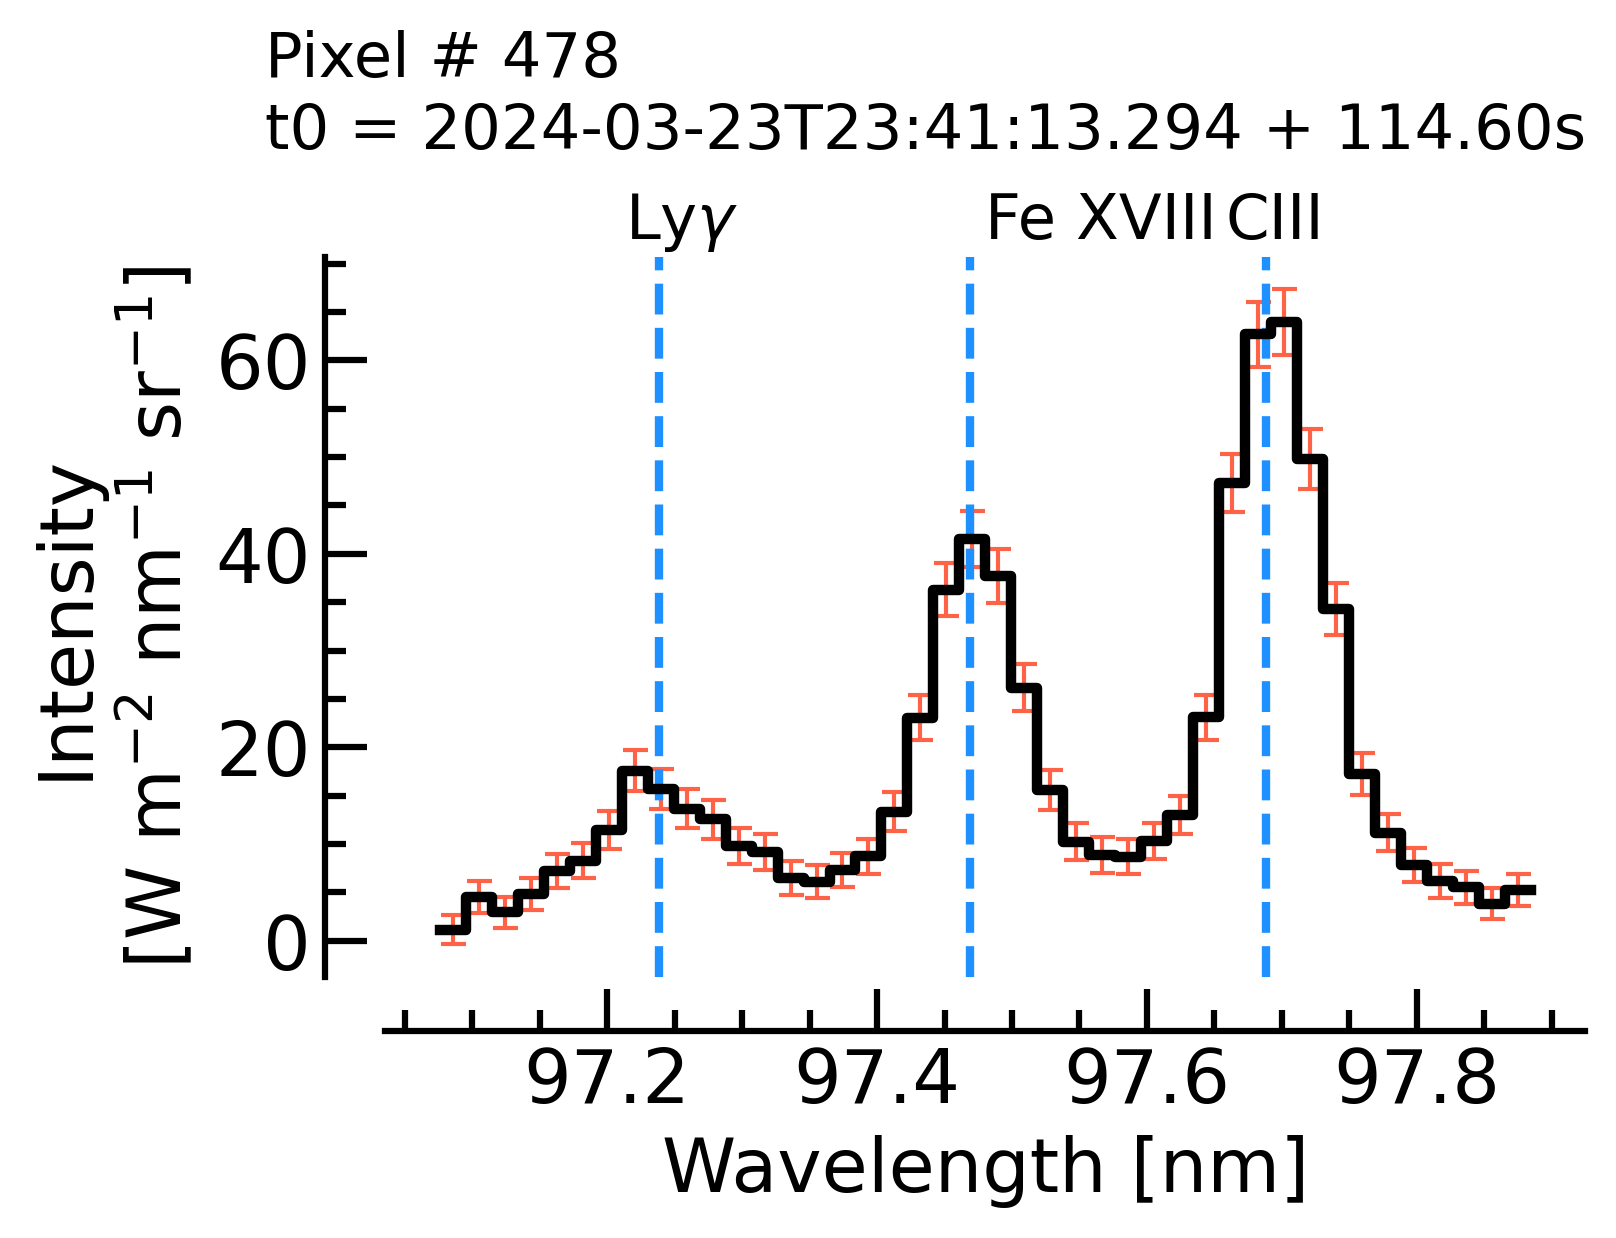 Pixel # 478
t0 = 2024-03-23T23:41:13.294 + 114.60s
Lyγ Fe XVIII CIII
Intensity
[W m⁻² nm⁻¹ sr⁻¹]
60
40
20
0
97.2 97.4 97.6 97.8
Wavelength [nm]